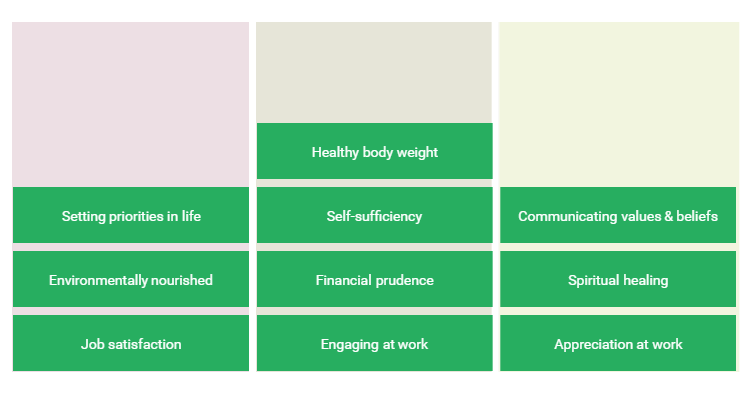 Healthy body weight
Setting priorities in life
Self-sufficiency
Communicating values & beliefs
Environmentally nourished
Financial prudence
Spiritual healing
Job satisfaction
Engaging at work
Appreciation at work